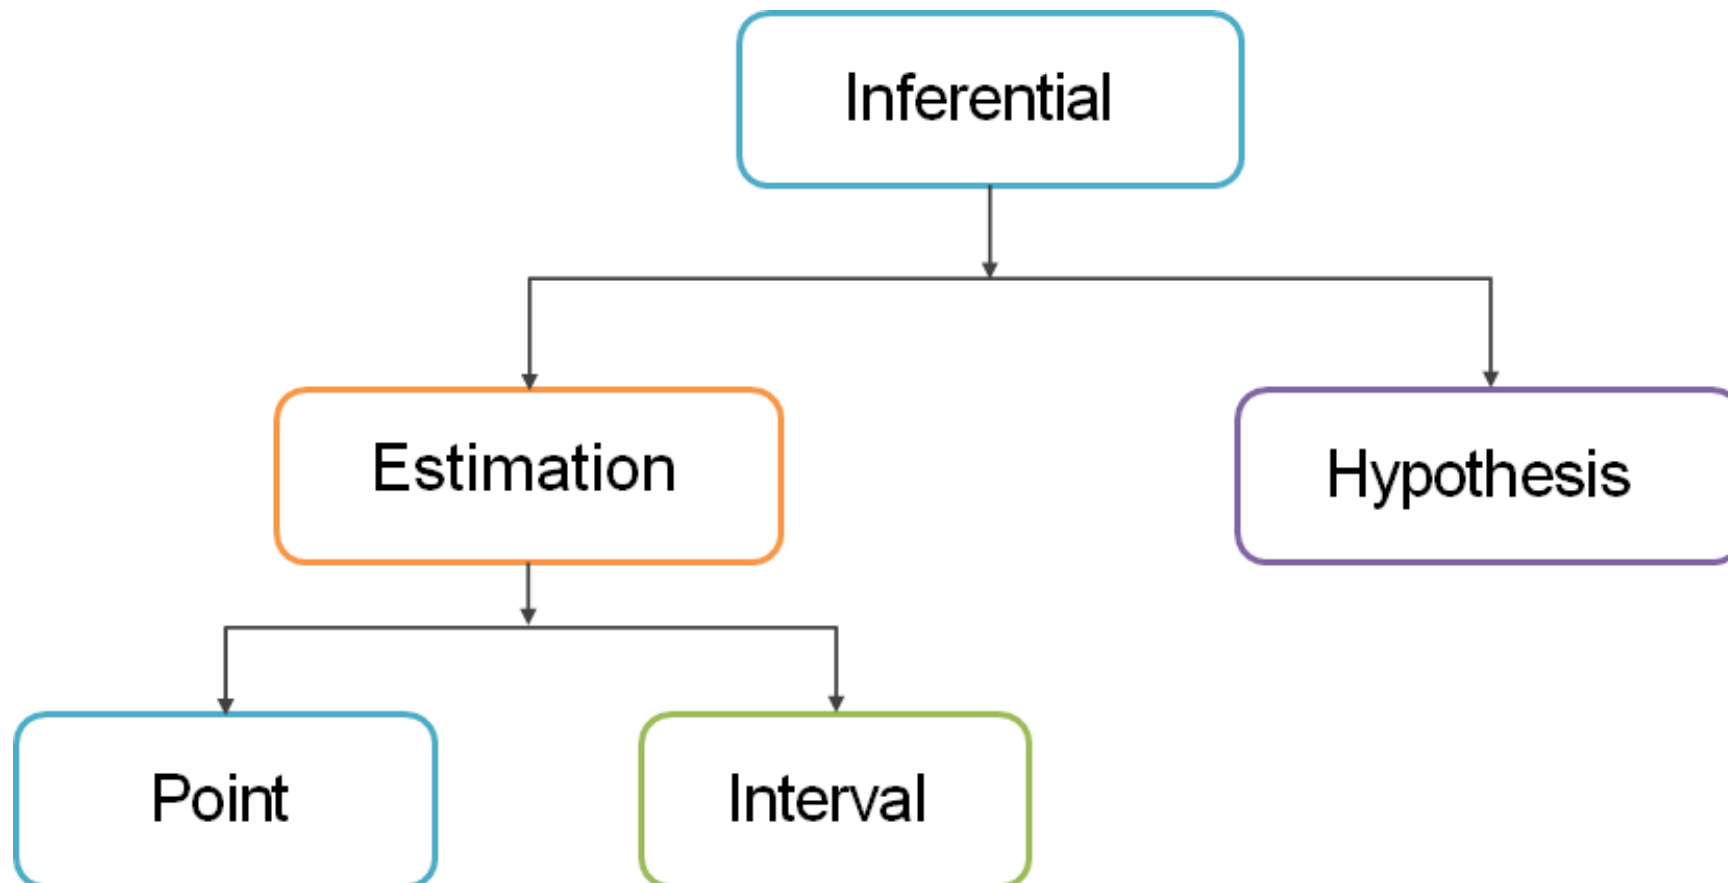 Inferential
Estimation
Hypothesis
Point
Interval